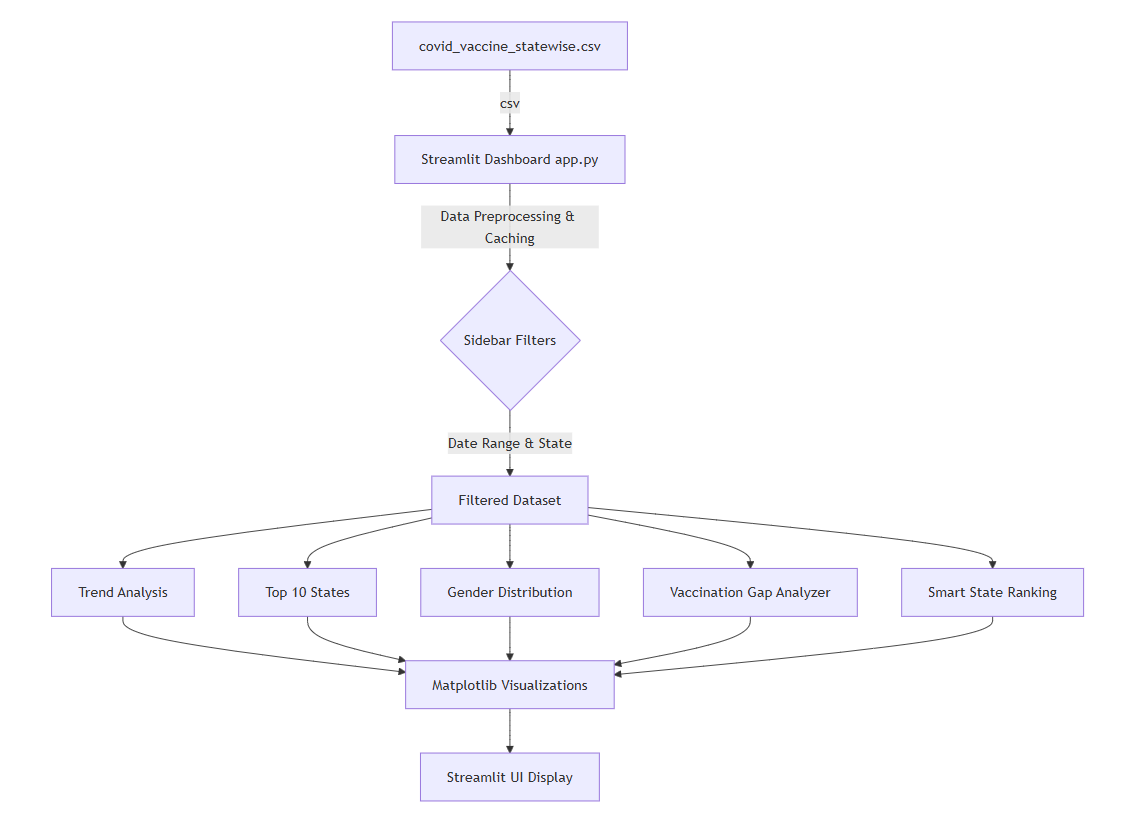 covid_vaccine_statewise.csv
csv
Streamlit Dashboard app.py
Data Preprocessing &
Caching
Sidebar Filters
Date Range & State
Filtered Dataset
Trend Analysis
Top 10 States
Gender Distribution
Vaccination Gap Analyzer
Smart State Ranking
Matplotlib Visualizations
Streamlit UI Display